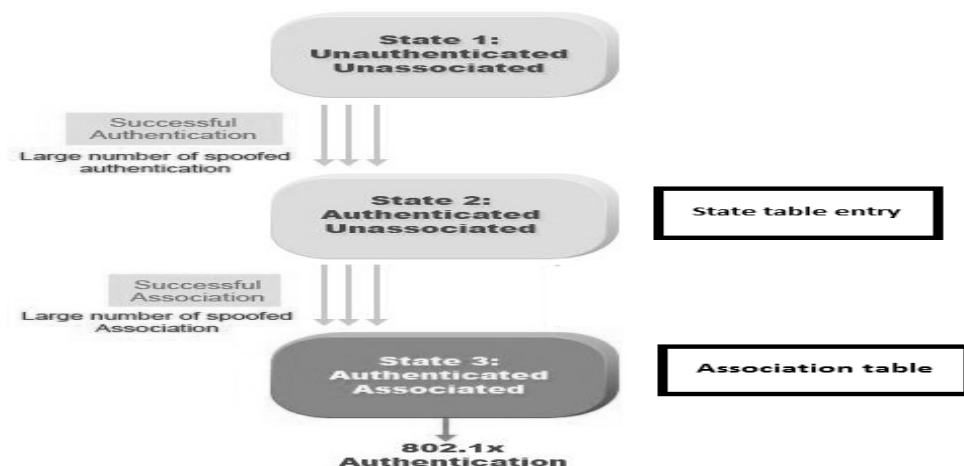 State 1:
Unauthenticated
Unassociated
Successful
Authentication
Large number of spoofed
authentication
State 2:
Authenticated
Unassociated
State table entry
Successful
Association
Large number of spoofed
Association
State 3:
Authenticated
Associated
Association table
802.1x
Authentication